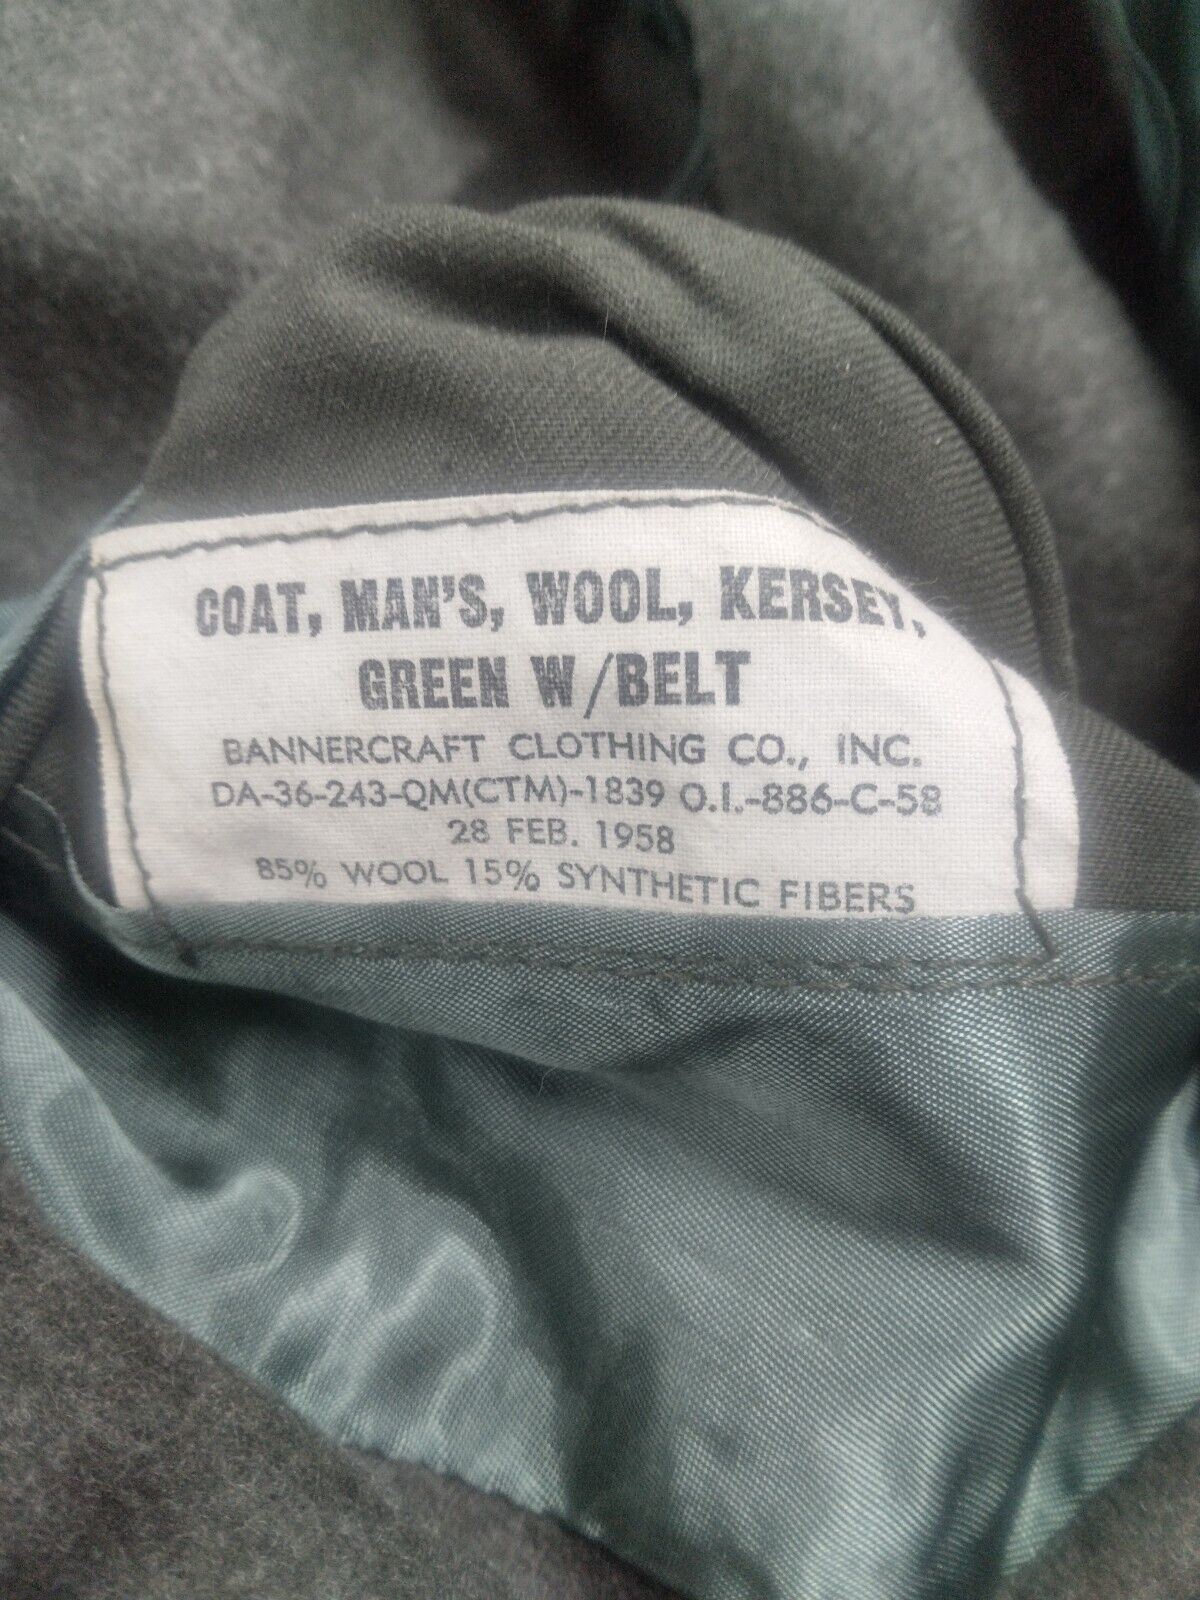 COAT, MAN'S, WOOL, KERSEY,
GREEN W/BELT
BANNERCRAFT CLOTHING CO., INC.
DA-36-243-QM(CTM)-1839 O.I.-886-C-58
28 FEB. 1958
85% WOOL 15% SYNTHETIC FIBERS